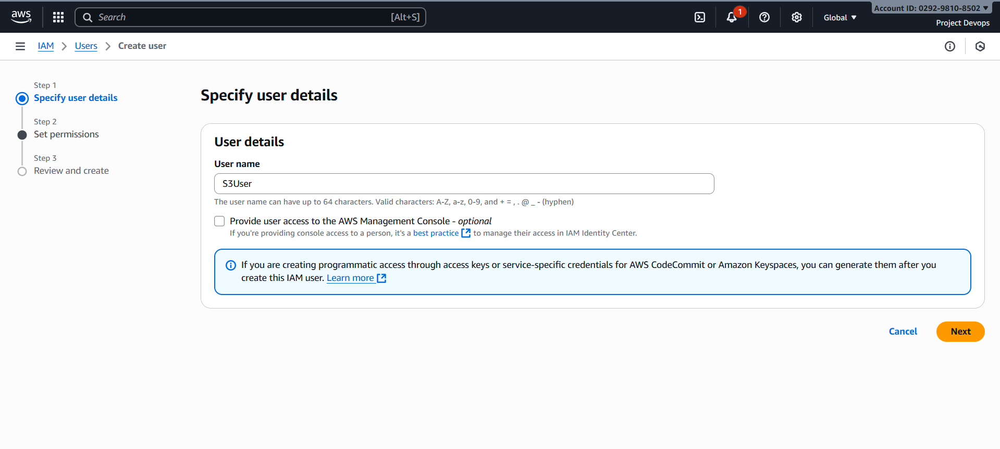 aws
Search
[Alt+S]
1
Global
Account ID: 0292-9810-8502
Project Devops
IAM
Users
Create user
Step 1
Specify user details
Step 2
Set permissions
Step 3
Review and create
Specify user details
User details
User name
S3User
The user name can have up to 64 characters. Valid characters: A-Z, a-z, 0-9, and + = , . @ _ - (hyphen)
Provide user access to the AWS Management Console - optional
If you're providing console access to a person, it's a best practice to manage their access in IAM Identity Center.
If you are creating programmatic access through access keys or service-specific credentials for AWS CodeCommit or Amazon Keyspaces, you can generate them after you
create this IAM user. Learn more
Cancel
Next